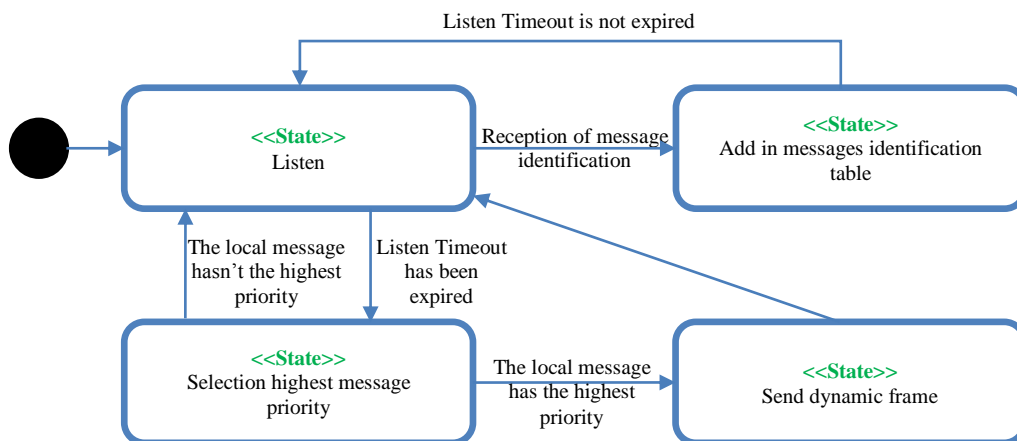 Listen Timeout is not expired
<<State>>
Listen
Reception of message
identification
<<State>>
Add in messages identification
table
The local message
hasn't the highest
priority
Listen Timeout
has been
expired
<<State>>
Selection highest message
priority
The local message
has the highest
priority
<<State>>
Send dynamic frame